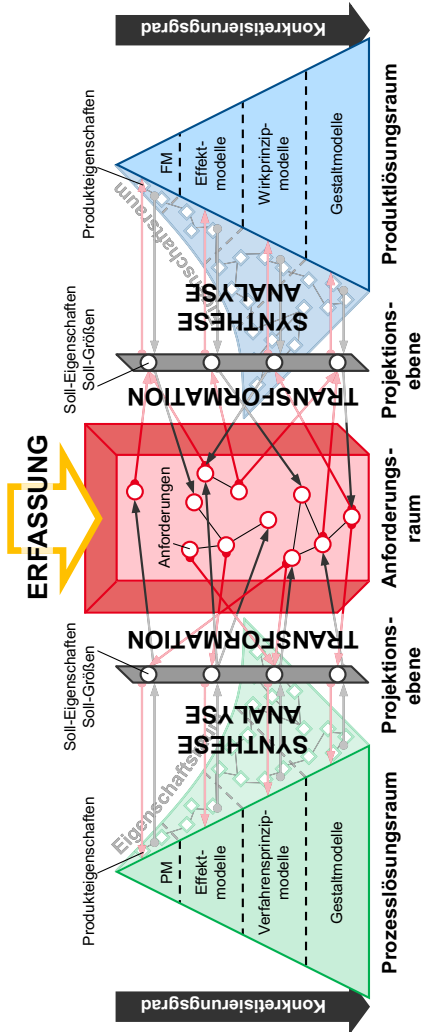 Konkretisierungsgrad
Produkteigenschaften
PM
Effekt-
modelle
Verfahrensprinzip-
modelle
Gestaltmodelle
Prozesslösungsraum
SYNTHESE
ANALYSE
Soll-Eigenschaften
Soll-Größen
TRANSFORMATION
Projektions-
ebene
ERFASSUNG
Anforderungen
Anforderungs-
raum
TRANSFORMATION
Soll-Eigenschaften
Soll-Größen
Projektions-
ebene
SYNTHESE
ANALYSE
Produkteigenschaften
FM
Effekt-
modelle
Wirkprinzip-
modelle
Gestaltmodelle
Produktlösungsraum
Konkretisierungsgrad